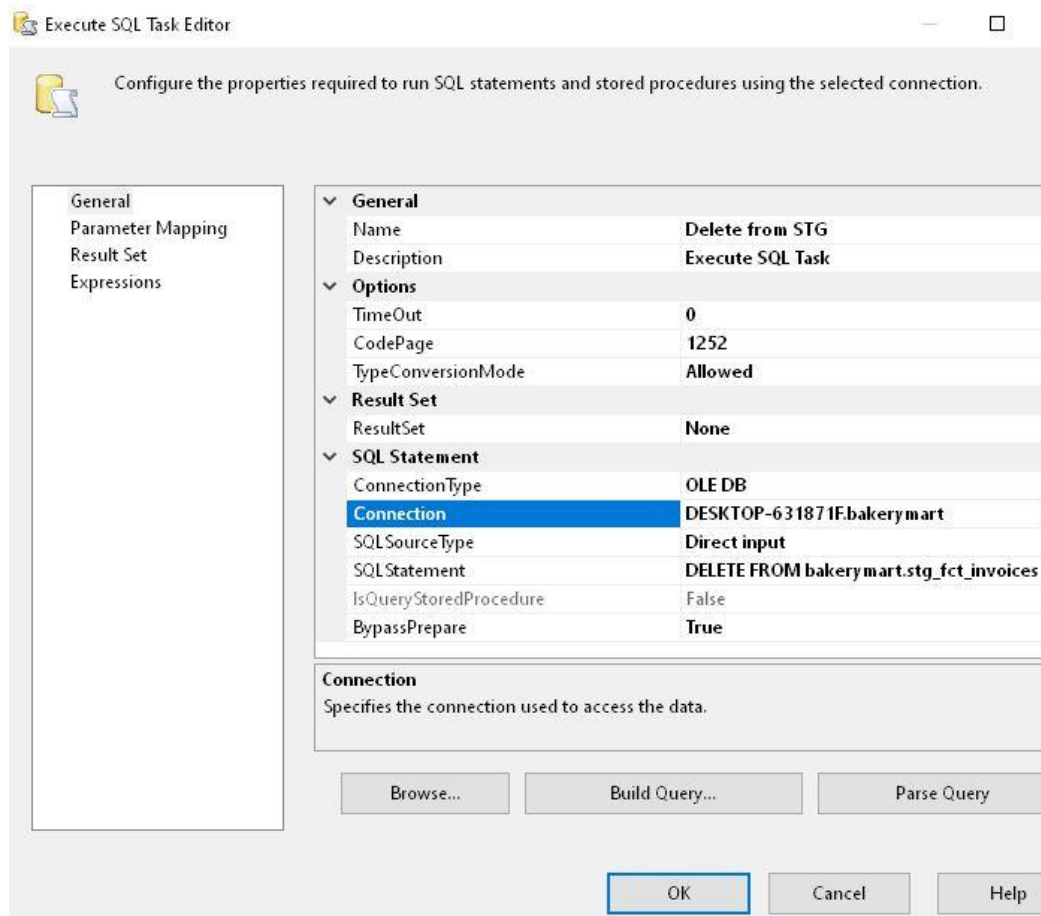 Execute SQL Task Editor
Configure the properties required to run SQL statements and stored procedures using the selected connection.
General
Parameter Mapping
Result Set
Expressions
General
Name Delete from STG
Description Execute SQL Task
Options
TimeOut 0
CodePage 1252
TypeConversionMode Allowed
Result Set
ResultSet None
SQL Statement
ConnectionType OLE DB
Connection DESKTOP-631871F.bakerymart
SQLSourceType Direct input
SQLStatement DELETE FROM bakerymart.stg_fct_invoices
IsQueryStoredProcedure False
BypassPrepare True
Connection
Specifies the connection used to access the data.
Browse... Build Query... Parse Query
OK Cancel Help